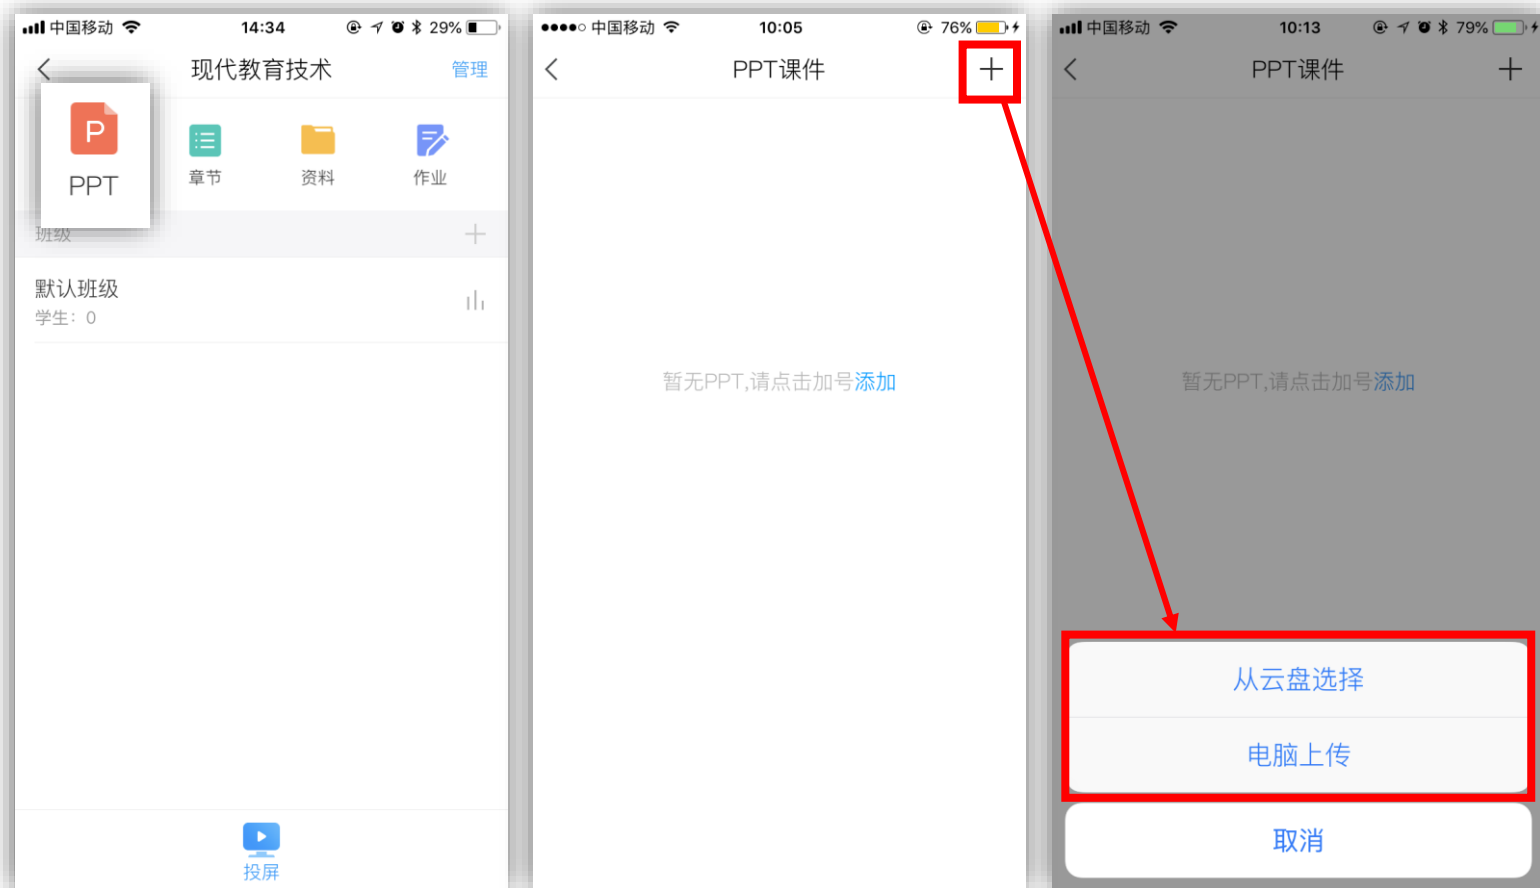 中国移动
14:34
29%
现代教育技术
管理
P
PPT
章节
资料
作业
班级
默认班级
学生：0
投屏
中国移动
10:05
76%
PPT课件
暂无PPT,请点击加号添加
中国移动
10:13
79%
PPT课件
暂无PPT,请点击加号添加
从云盘选择
电脑上传
取消